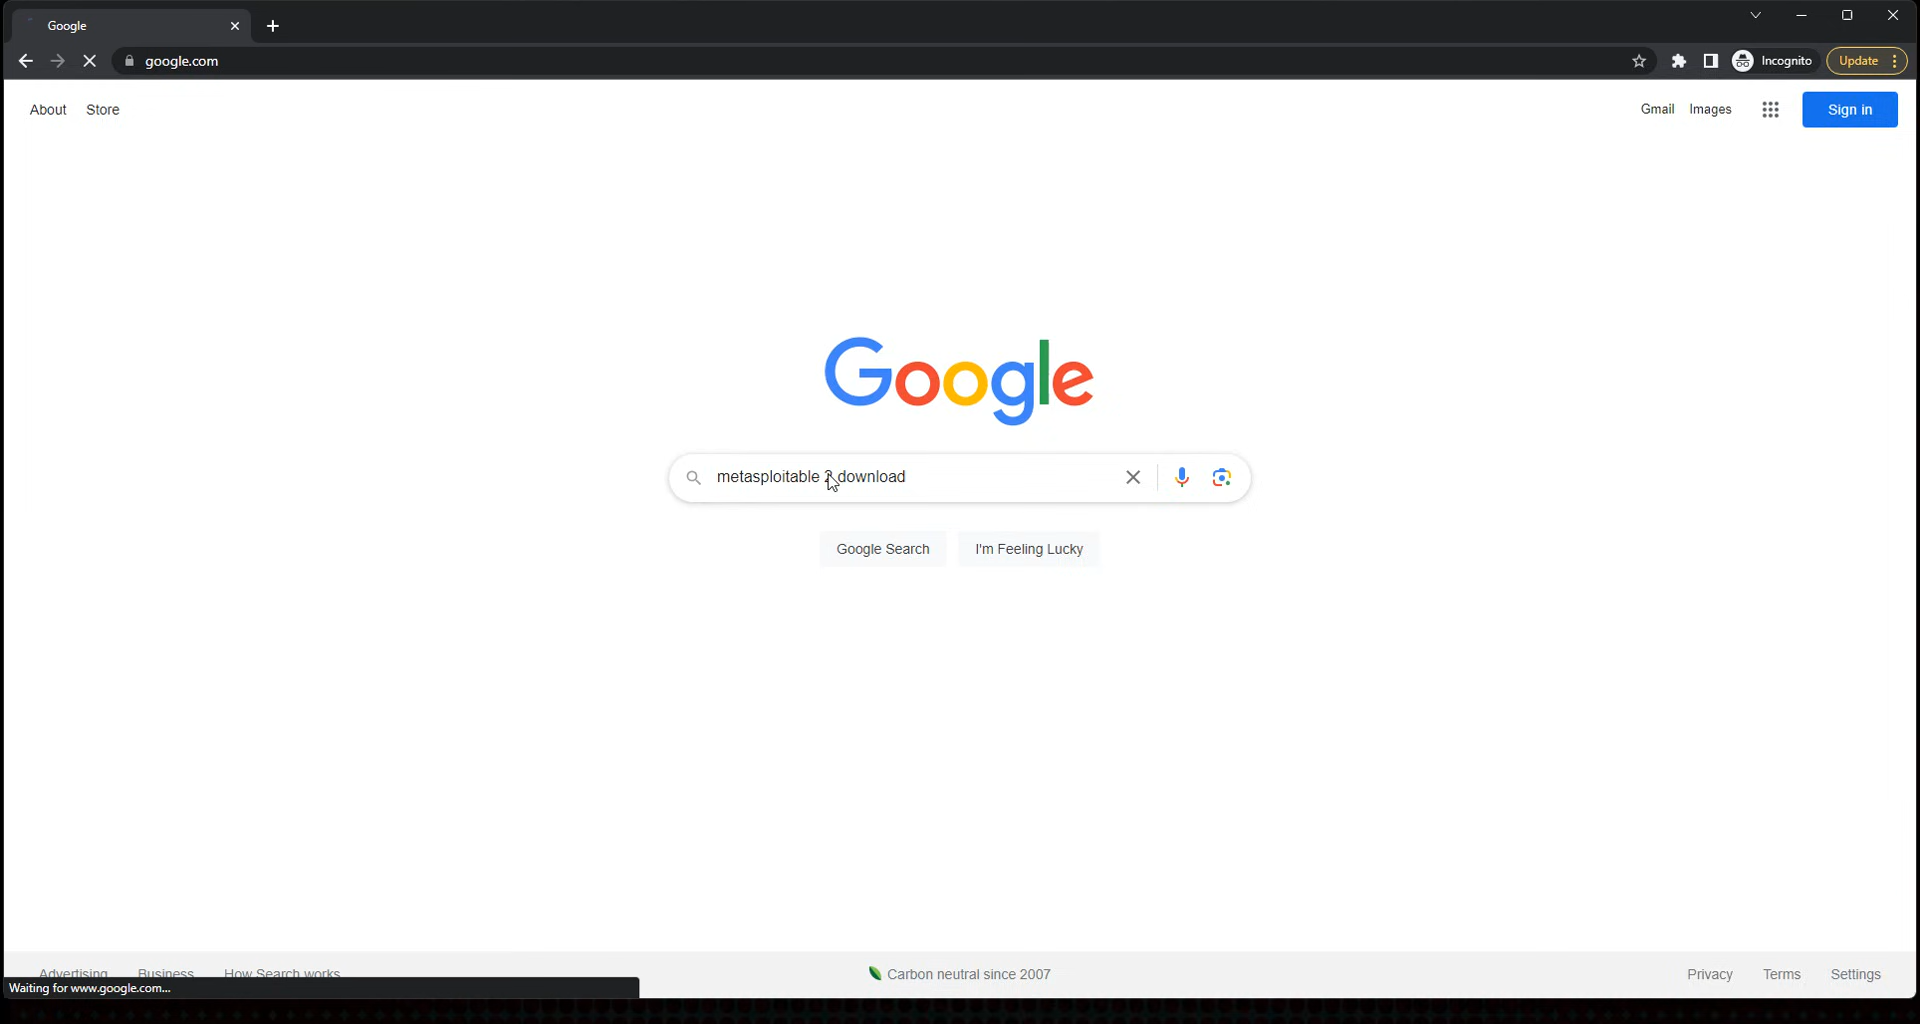 Google
google.com
Incognito
Update
About Store
Gmail Images
Sign in
Google
metasploitable 2 download
Google Search
I'm Feeling Lucky
Advertising Business How Search works
Carbon neutral since 2007
Privacy Terms Settings
Waiting for www.google.com...